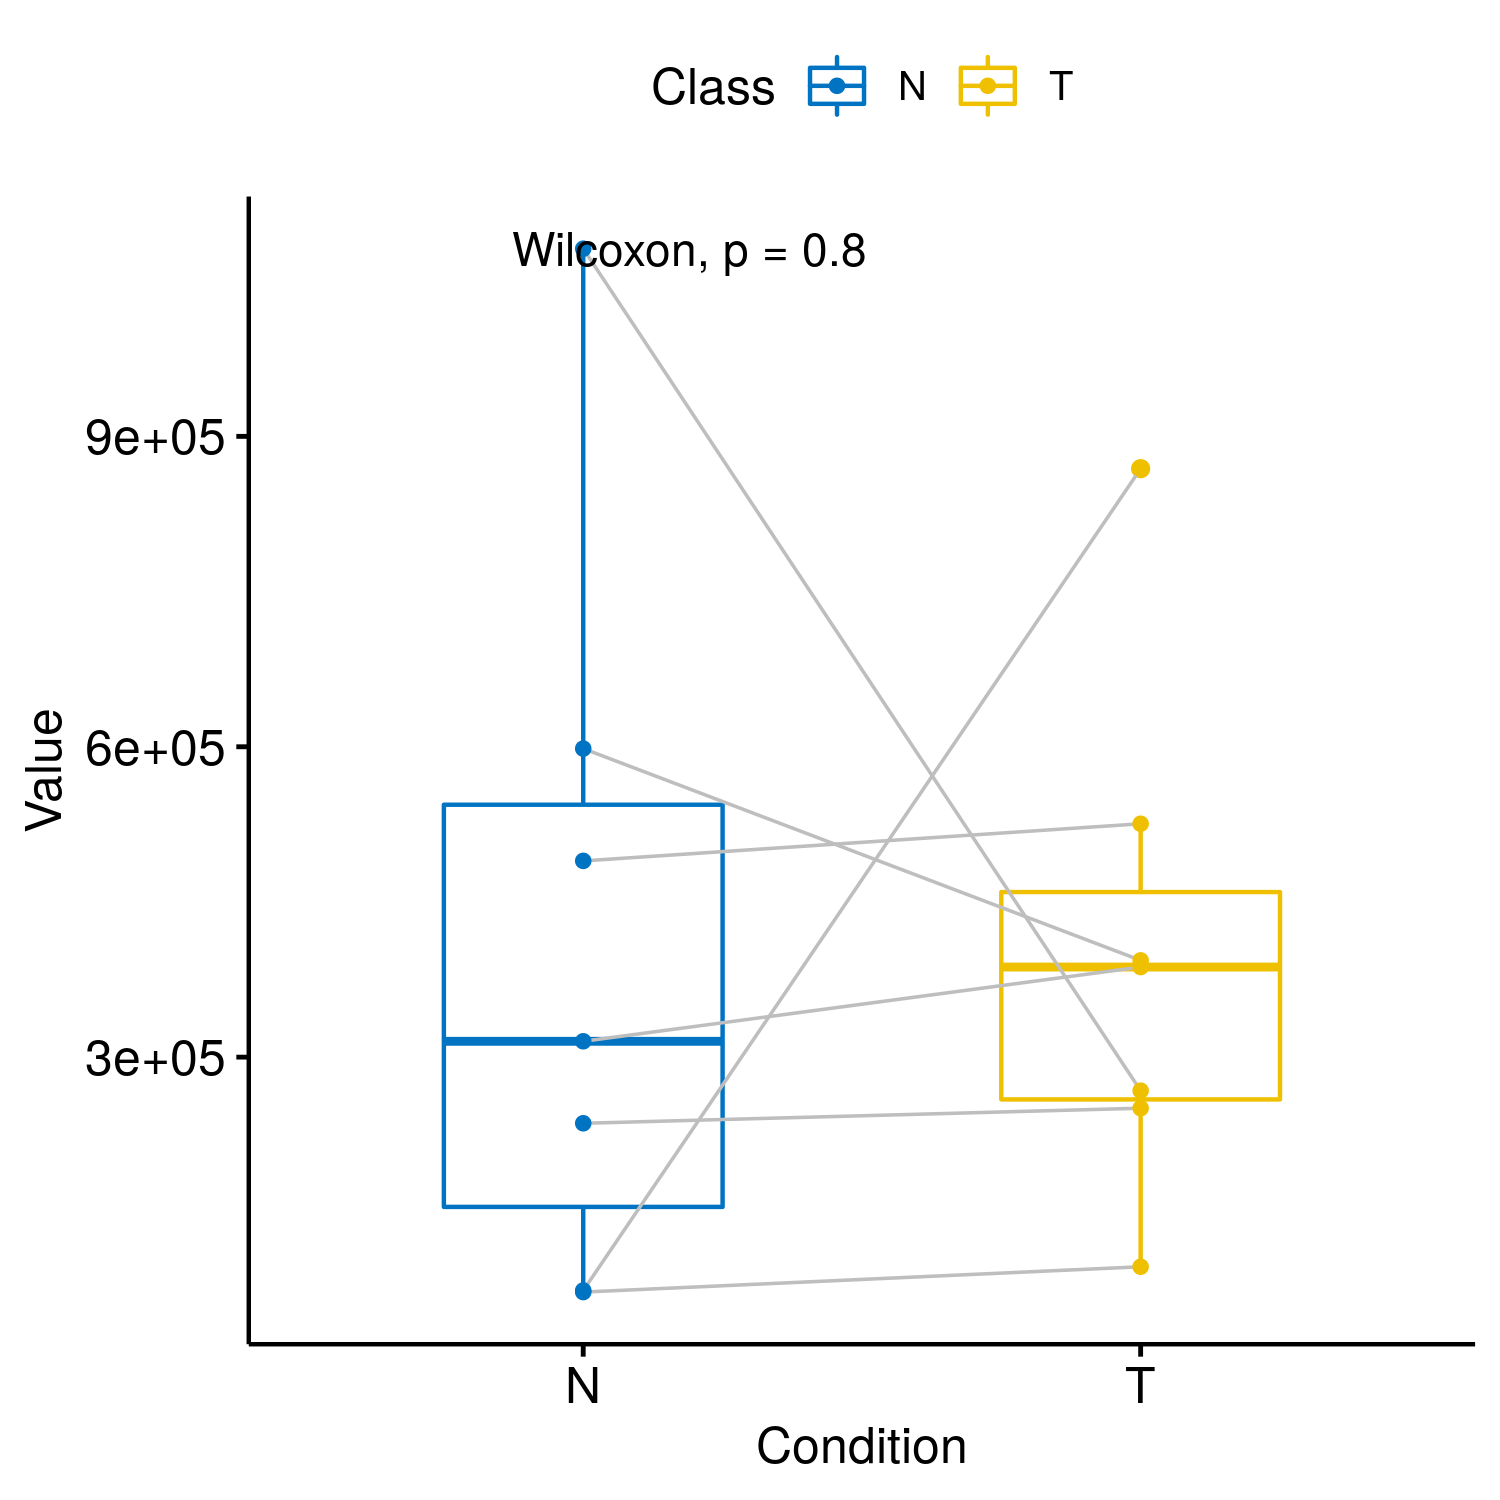 Class N T
Wilcoxon, p = 0.8
9e+05
6e+05
3e+05
Value
N T
Condition